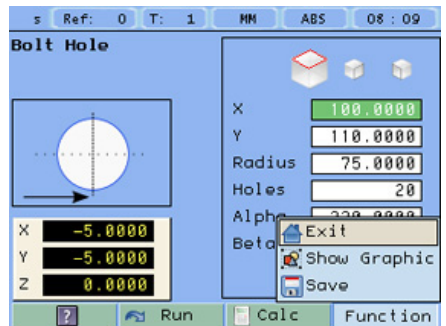 s Ref: 0 T: 1 MM ABS 08 : 09
Bolt Hole
X 100.0000
Y 110.0000
Radius 75.0000
Holes 20
Alpha
Beta
Exit
Show Graphic
Save
X -5.0000
Y -5.0000
Z 0.0000
? Run Calc Function